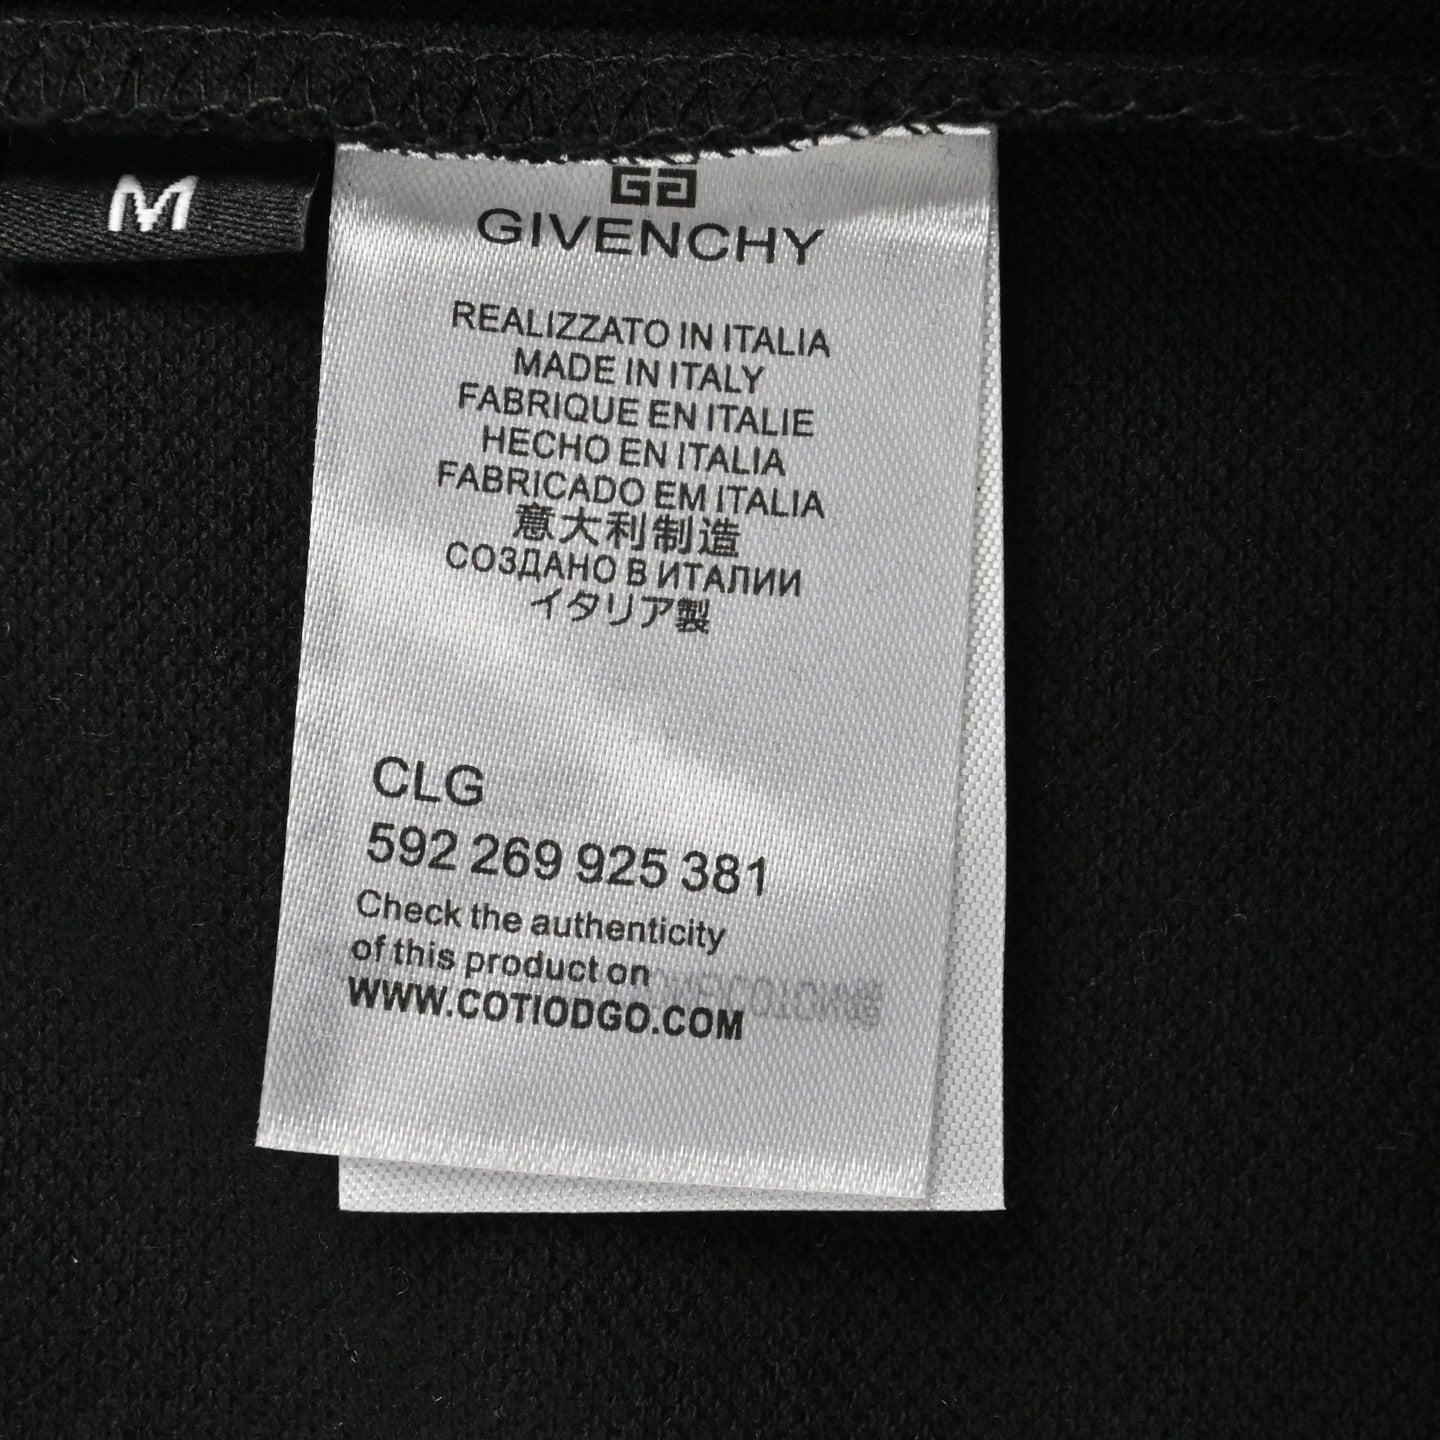 M
GIVENCHY
REALIZZATO IN ITALIA
MADE IN ITALY
FABRIQUE EN ITALIE
HECHO EN ITALIA
FABRICADO EM ITALIA
意大利制造
СОЗДАНО В ИТАЛИИ
イタリア製
CLG
592 269 925 381
Check the authenticity
of this product on
WWW.COTIODGO.COM